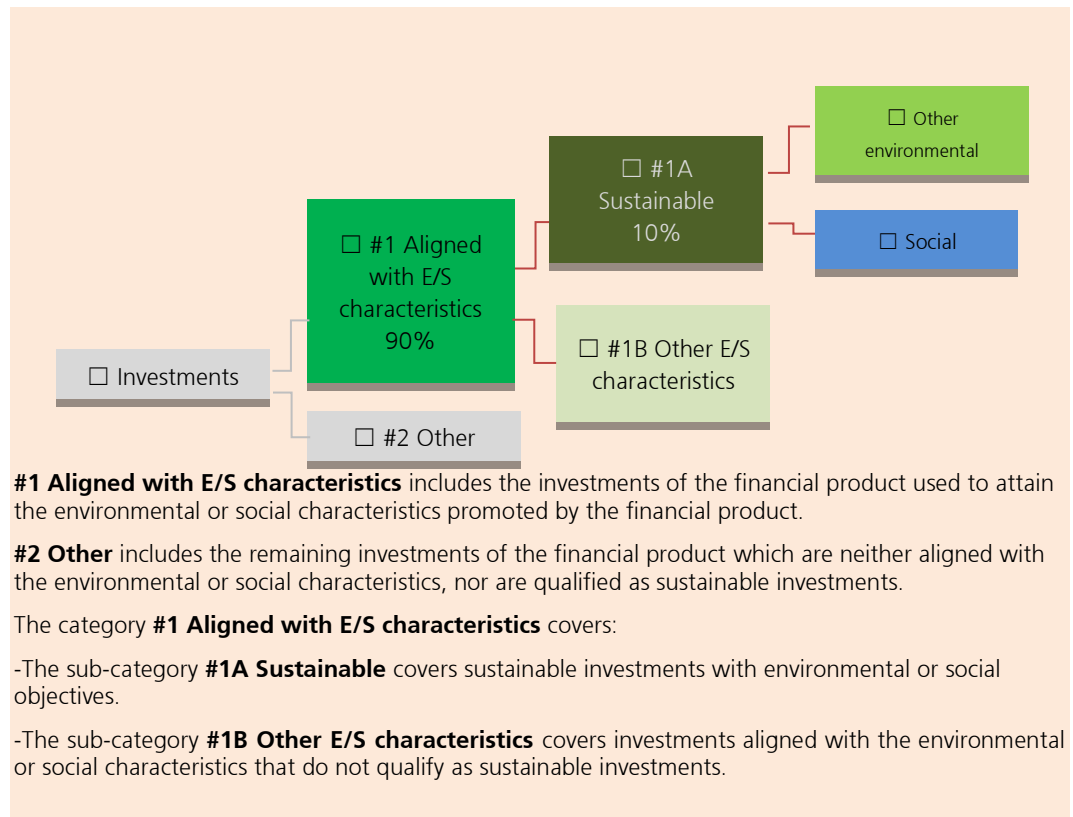 ☐ Other
environmental
☐ #1A
Sustainable
10%
☐ Social
☐ #1 Aligned
with E/S
characteristics
90%
☐ #1B Other E/S
characteristics
☐ Investments
☐ #2 Other
#1 Aligned with E/S characteristics includes the investments of the financial product used to attain
the environmental or social characteristics promoted by the financial product.
#2 Other includes the remaining investments of the financial product which are neither aligned with
the environmental or social characteristics, nor are qualified as sustainable investments.
The category #1 Aligned with E/S characteristics covers:
-The sub-category #1A Sustainable covers sustainable investments with environmental or social
objectives.
-The sub-category #1B Other E/S characteristics covers investments aligned with the environmental
or social characteristics that do not qualify as sustainable investments.